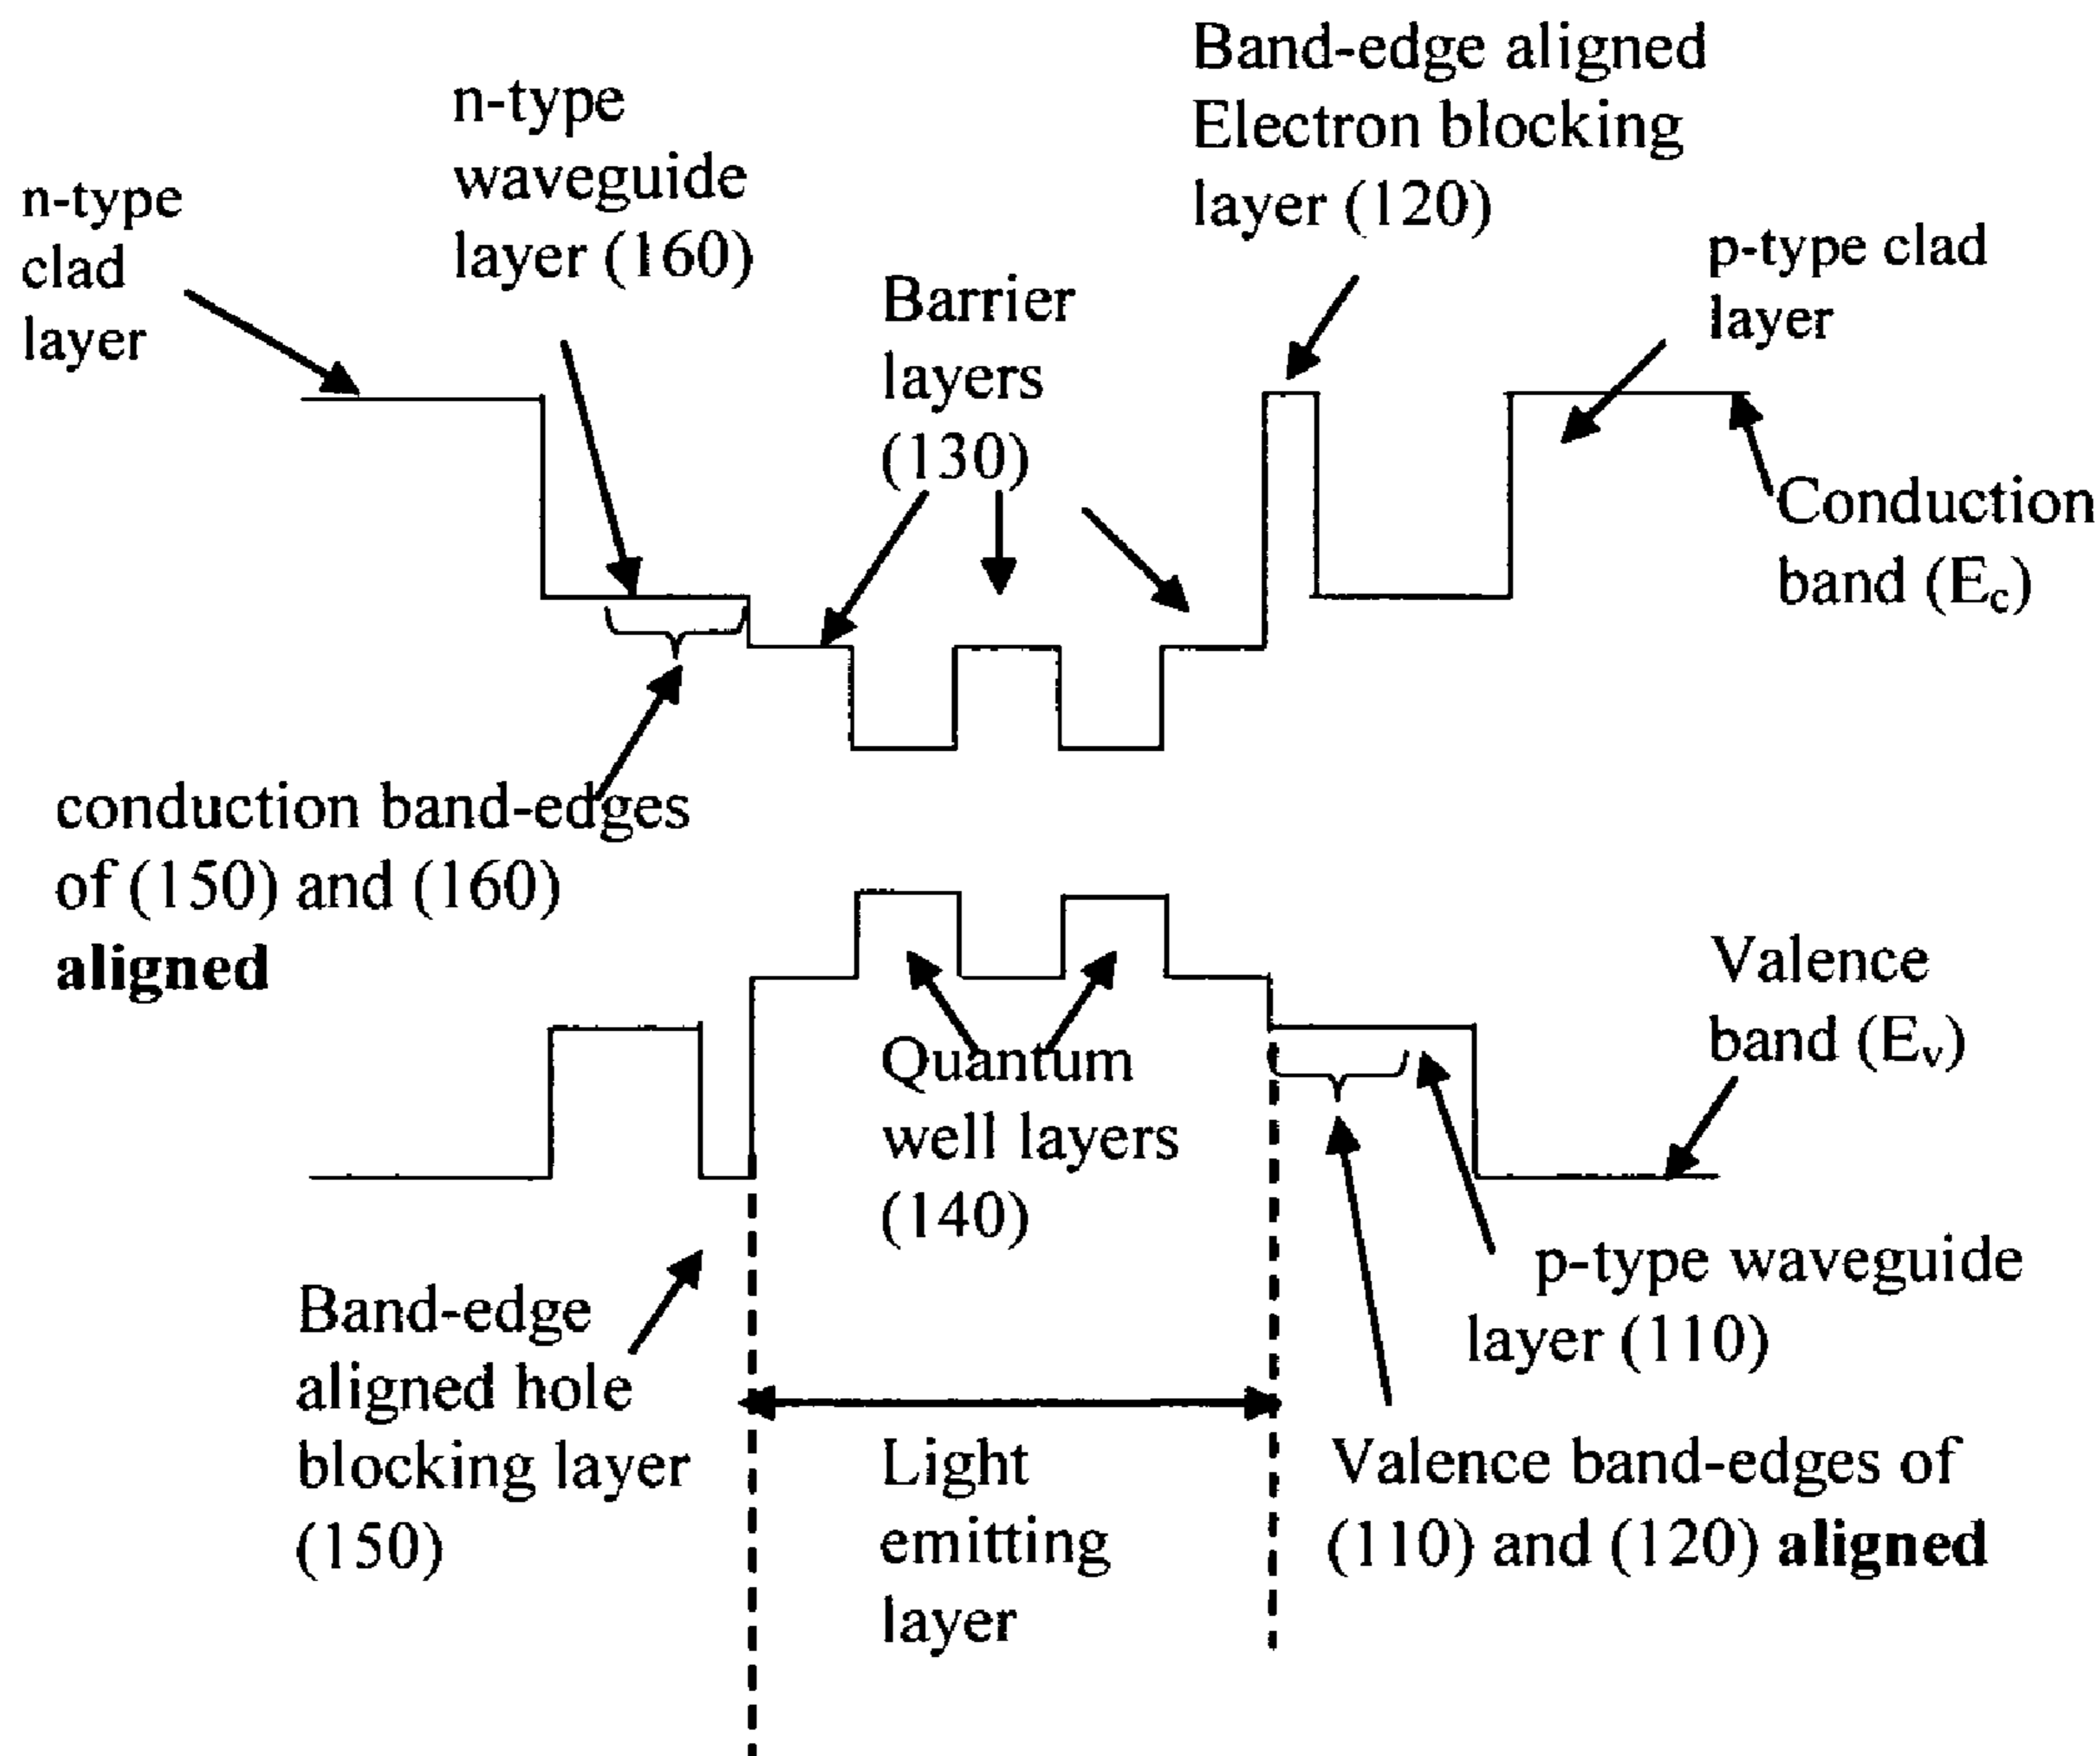 n-type
clad
layer
n-type
waveguide
layer (160)
Barrier
layers
(130)
Band-edge aligned
Electron blocking
layer (120)
p-type clad
layer
Conduction
band (Ec)
conduction band-edges
of (150) and (160)
aligned
Quantum
well layers
(140)
Valence
band (Ev)
Band-edge
aligned hole
blocking layer
(150)
Light
emitting
layer
p-type waveguide
layer (110)
Valence band-edges of
(110) and (120) aligned